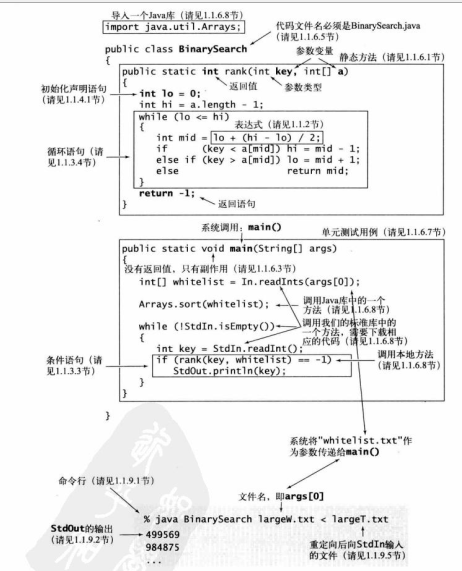 导入一个Java库（请见1.1.6.8节）
import java.util.Arrays;
代码文件名必须是BinarySearch.java
（请见1.1.6.5节）
public class BinarySearch
{
参数变量
静态方法（请见1.1.6.1节）
public static int rank(int key, int[] a)
{
返回值
参数类型
初始化声明语句
（请见1.1.4.1节）
int lo = 0;
int hi = a.length - 1;
while (lo <= hi)
{
表达式（请见1.1.2节）
int mid = lo + (hi - lo) / 2;
if (key < a[mid]) hi = mid - 1;
else if (key > a[mid]) lo = mid + 1;
else return mid;
}
循环语句（请见
1.1.3.4节）
return -1;
返回语句
}
系统调用：main()
单元测试用例（请见1.1.6.7节）
public static void main(String[] args)
{
没有返回值，只有副作用（请见1.1.6.3节）
int[] whitelist = In.readInts(args[0]);
Arrays.sort(whitelist);
调用Java库中的一个
方法（请见1.1.6.8节）
while (!StdIn.isEmpty())
{
调用我们的标准库中的
一个方法，需要下载相
应的代码（请见1.1.6.8节）
int key = StdIn.readInt();
if (rank(key, whitelist) == -1)
StdOut.println(key);
条件语句（请
见1.1.3.3节）
调用本地方法
（请见1.1.6.8节）
}
}
}
系统将"whitelist.txt"作
为参数传递给main()
命令行（请见1.1.9.1节）
文件名，即args[0]
% java BinarySearch largeW.txt < largeT.txt
StdOut的输出
（请见1.1.9.2节）
499569
984875
...
重定向后向StdIn输入
的文件（请见1.1.9.5节）